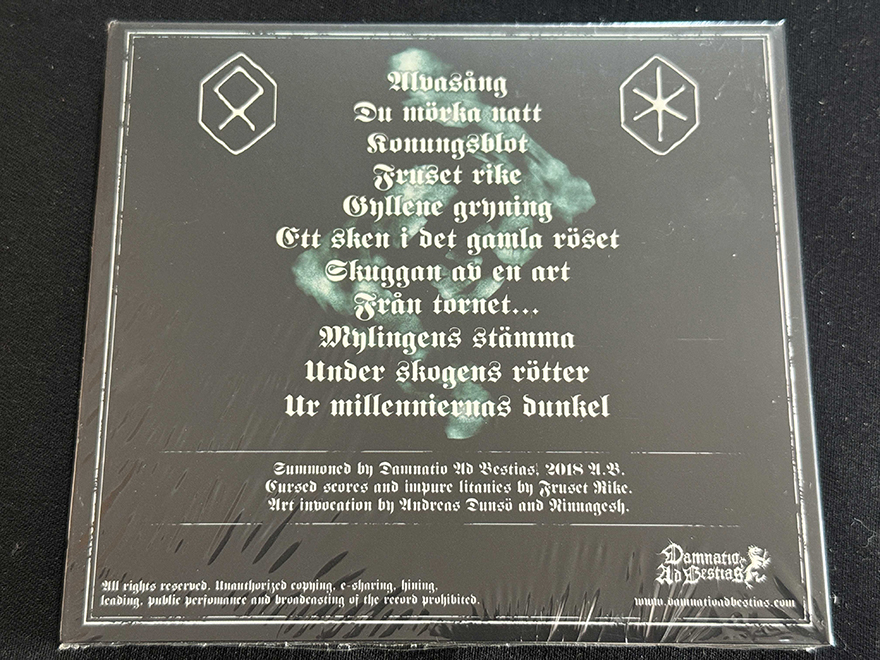 Alvasång
Du mörka natt
Konungsblot
Fruset rike
Gyllene gryning
Ett sken i det gamla röset
Skuggan av en art
Från tornet...
Mylingens stämma
Under skogens rötter
Ur millenniernas dunkel
Summoned by Damnatio Ad Bestias, 2018 A.B.
Cursed scores and impure litanies by Fruset Rike.
Art invocation by Andreas Dunsö and Ninnagesh.
Damnatio
Ad Bestias
All rights reserved. Unauthorized copying, e-sharing, hining,
leading, public perfomance and broadcasting of the record prohibited.
www.damnatioadbestias.com